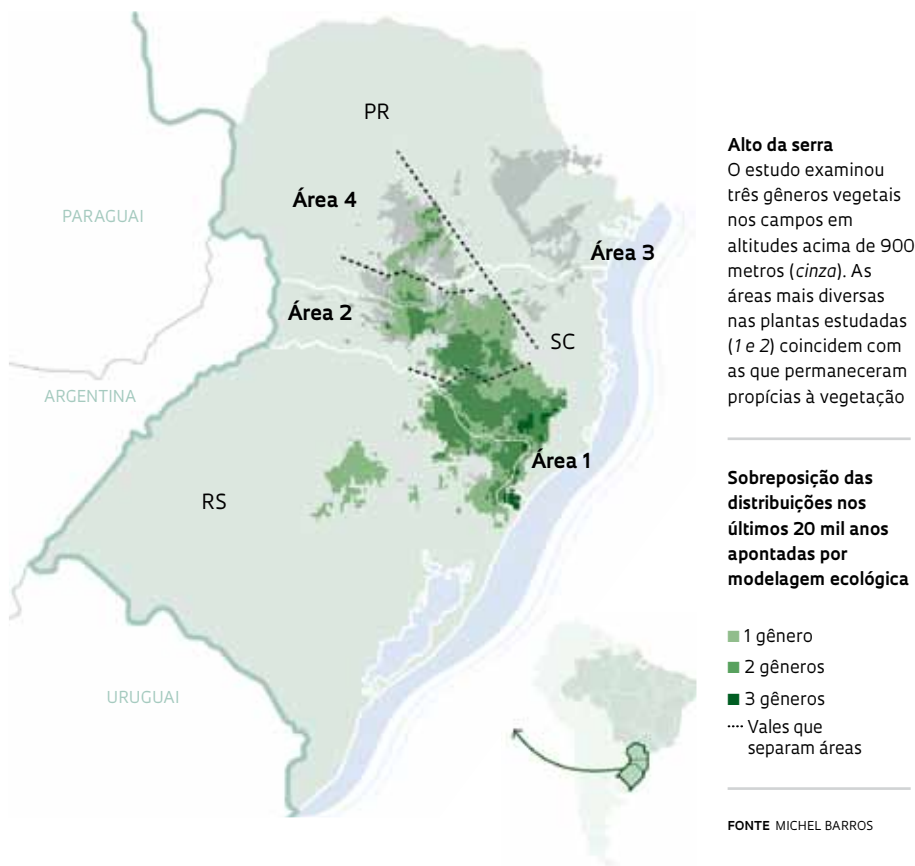 PR
Área 4
PARAGUAI
Área 3
Área 2
SC
ARGENTINA
Área 1
RS
URUGUAI
Alto da serra
O estudo examinou
três gêneros vegetais
nos campos em
altitudes acima de 900
metros (cinza). As
áreas mais diversas
nas plantas estudadas
(1 e 2) coincidem com
as que permaneceram
propícias à vegetação
Sobreposição das
distribuições nos
últimos 20 mil anos
apontadas por
modelagem ecológica
1 gênero
2 gêneros
3 gêneros
Vales que
separam áreas
FONTE MICHEL BARROS